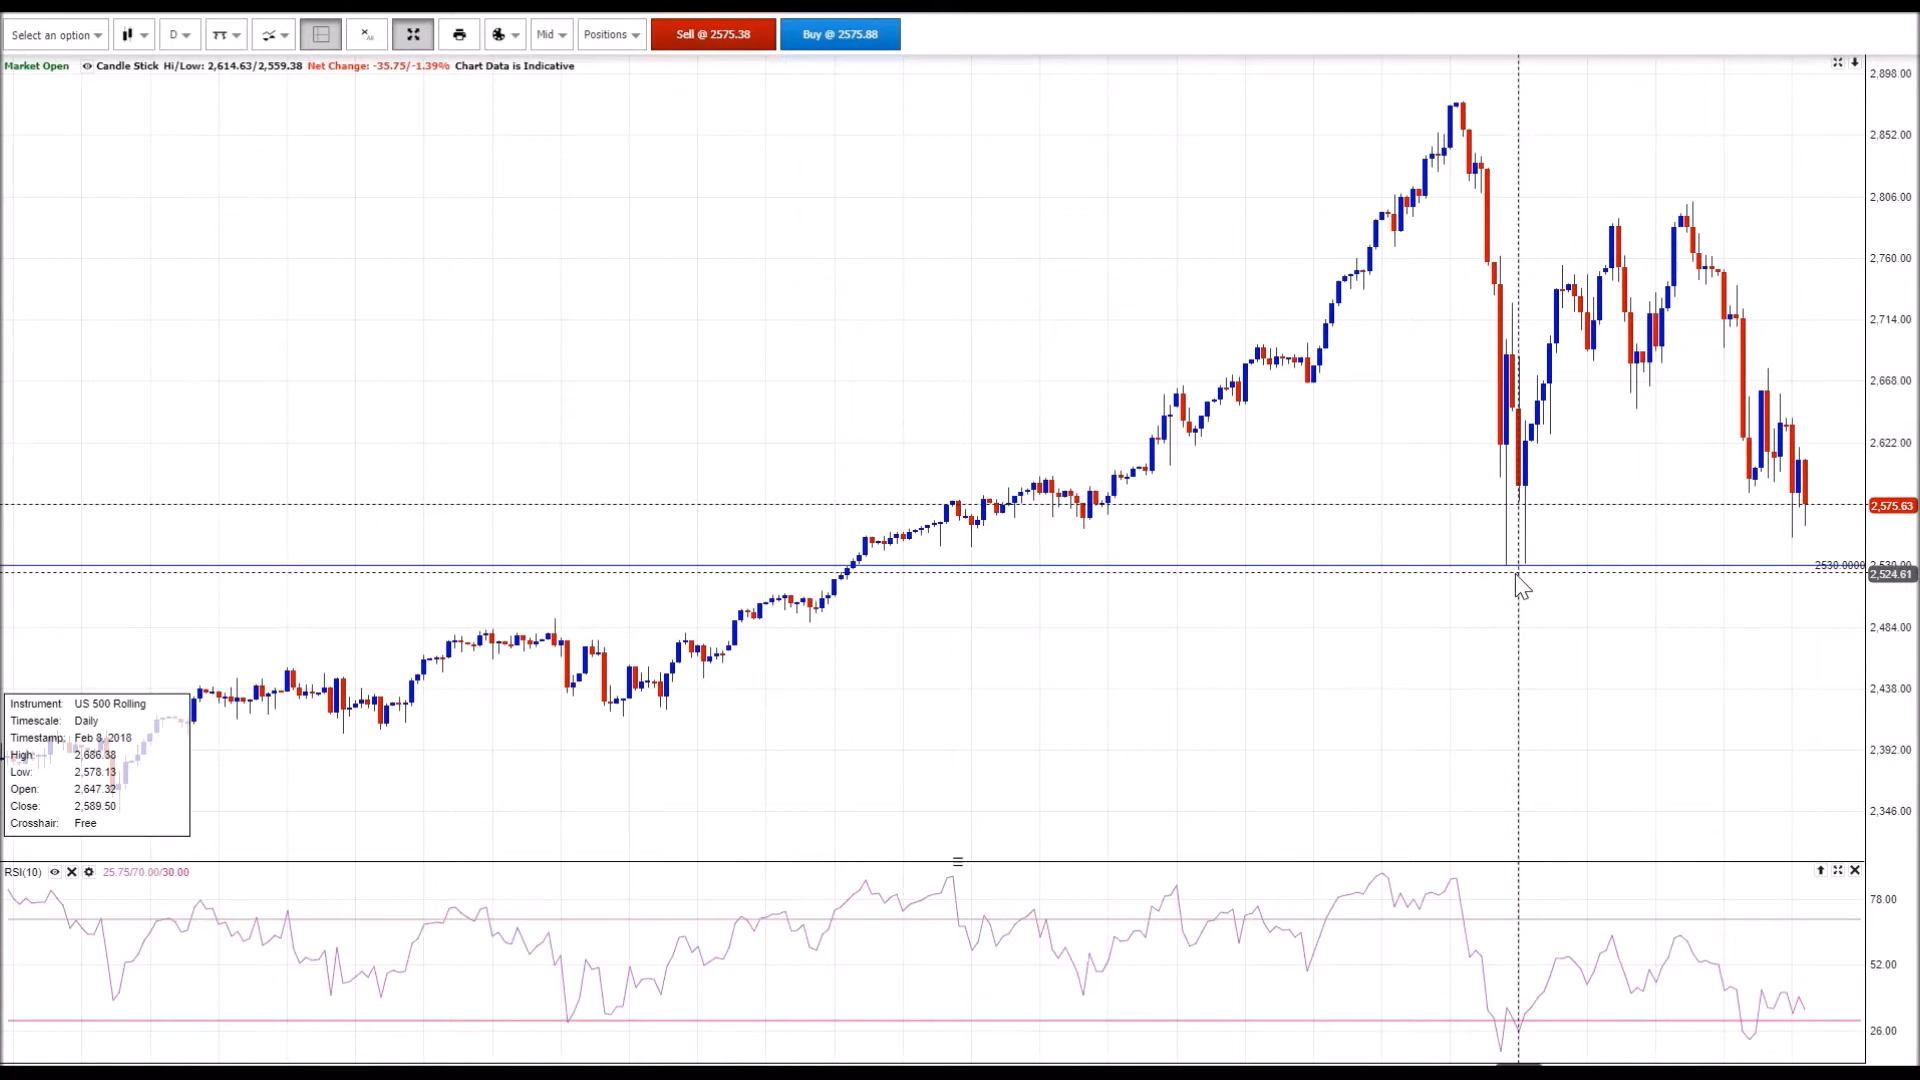 Select an option D Mid Positions Sell @ 2575.38 Buy @ 2575.88
Market Open Candle Stick Hi/Low: 2,614.63/2,559.38 Net Change: -35.75/-1.39% Chart Data is Indicative
2,898.00
2,852.00
2,806.00
2,760.00
2,714.00
2,668.00
2,622.00
2,575.63
2530.0000
2,524.61
2,484.00
2,438.00
2,392.00
2,346.00
Instrument: US 500 Rolling
Timescale: Daily
Timestamp: Feb 8, 2018
High: 2,686.38
Low: 2,578.13
Open: 2,647.32
Close: 2,589.50
Crosshair: Free
RSI(10) 25.75/70.00/30.00
78.00
52.00
26.00